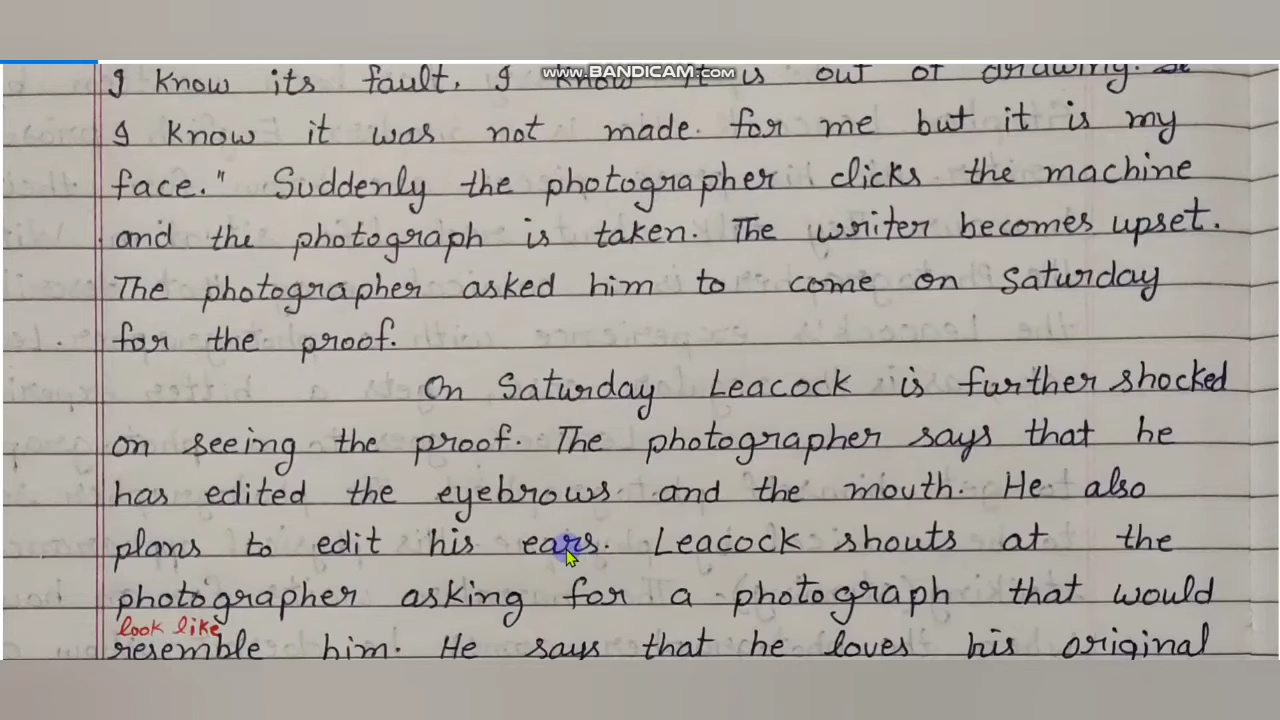 www.BANDICAM.com
I know its fault, I know it is out of drawing.
I know it was not made for me but it is my
face." Suddenly the photographer clicks the machine
and the photograph is taken. The writer becomes upset.
The photographer asked him to come on Saturday
for the proof.
On Saturday Leacock is further shocked
on seeing the proof. The photographer says that he
has edited the eyebrows and the mouth. He also
plans to edit his ears. Leacock shouts at the
photographer asking for a photograph that would
look like
resemble him. He says that he loves his original